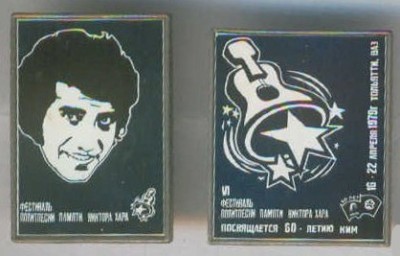 ФЕСТИВАЛЬ
ПОЛИТПЕСНИ ПАМЯТИ ВИКТОРА ХАРА
16-22 АПРЕЛЯ 1979г ТОЛЬЯТТИ, ВАЗ
VI
ФЕСТИВАЛЬ
ПОЛИТПЕСНИ ПАМЯТИ ВИКТОРА ХАРА
ПОСВЯЩАЕТСЯ 60-ЛЕТИЮ КИМ